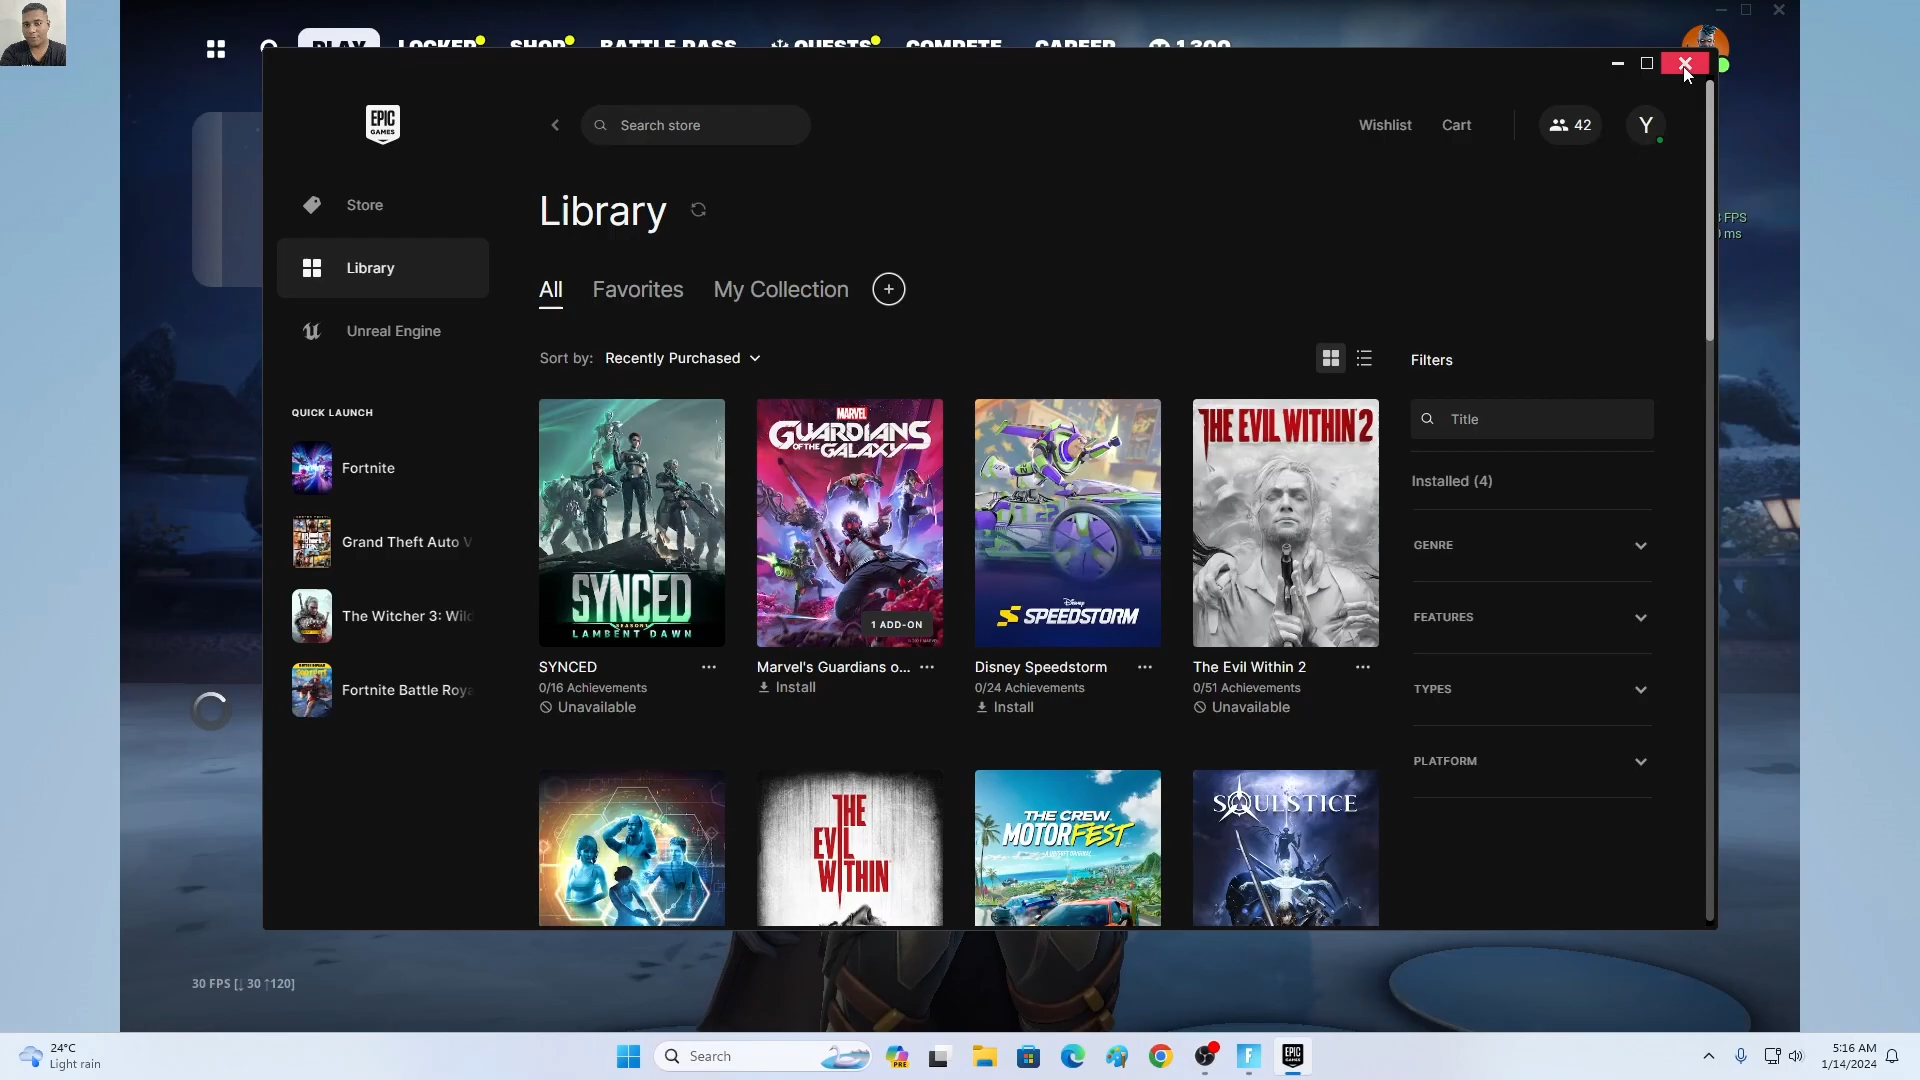 PLAY LOCKER SHOP BATTLE PASS QUESTS COMPETE CAREER 1,300
EPIC
GAMES
Search store
Wishlist
Cart
42
Y
Store
Library
Unreal Engine
QUICK LAUNCH
Fortnite
Grand Theft Auto V
The Witcher 3: Wild
Fortnite Battle Roya
Library
All
Favorites
My Collection
+
Sort by: Recently Purchased
SYNCED
LAMBENT DAWN
SYNCED
0/16 Achievements
Unavailable
MARVEL
GUARDIANS
OF THE
GALAXY
1 ADD-ON
Marvel's Guardians o...
Install
Disney
SPEEDSTORM
Disney Speedstorm
0/24 Achievements
Install
THE EVIL WITHIN 2
The Evil Within 2
0/51 Achievements
Unavailable
THE
EVIL
WITHIN
THE CREW
MOTORFEST
SOULSTICE
Filters
Title
Installed (4)
GENRE
FEATURES
TYPES
PLATFORM
FPS
ms
30 FPS [↓ 30 ↑120]
24°C
Light rain
Search
PRE
EPIC
GAMES
5:16 AM
1/14/2024